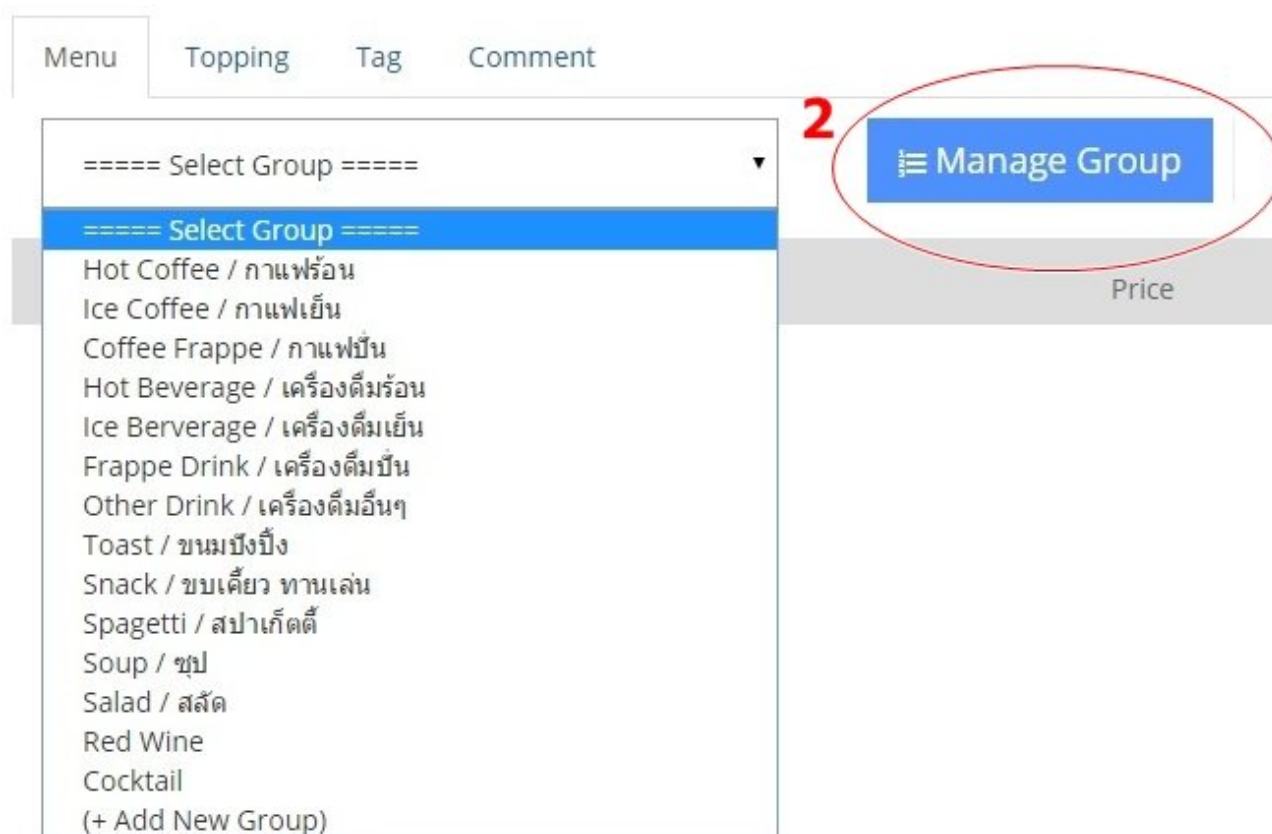 Menu Topping Tag Comment
2
===== Select Group =====
Manage Group
===== Select Group =====
Hot Coffee / กาแฟร้อน
Ice Coffee / กาแฟเย็น
Price
Coffee Frappe / กาแฟปั่น
Hot Beverage / เครื่องดื่มร้อน
Ice Berverage / เครื่องดื่มเย็น
Frappe Drink / เครื่องดื่มปั่น
Other Drink / เครื่องดื่มอื่นๆ
Toast / ขนมปังปิ้ง
Snack / ขบเคี้ยว ทานเล่น
Spagetti / สปาเก็ตตี้
Soup / ซุป
Salad / สลัด
Red Wine
Cocktail
(+ Add New Group)